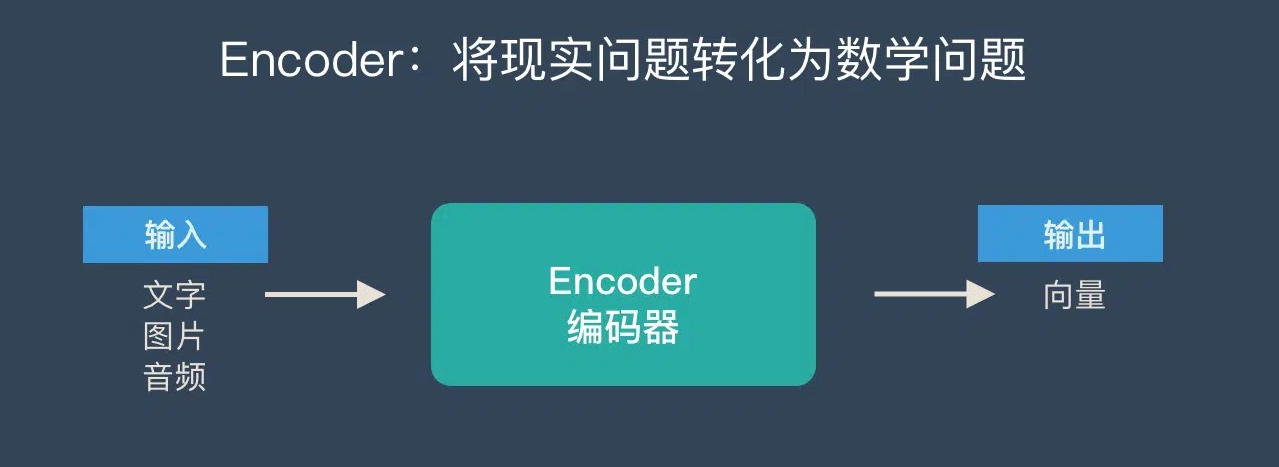 Encoder：将现实问题转化为数学问题
输入
文字
图片
音频
Encoder
编码器
输出
向量